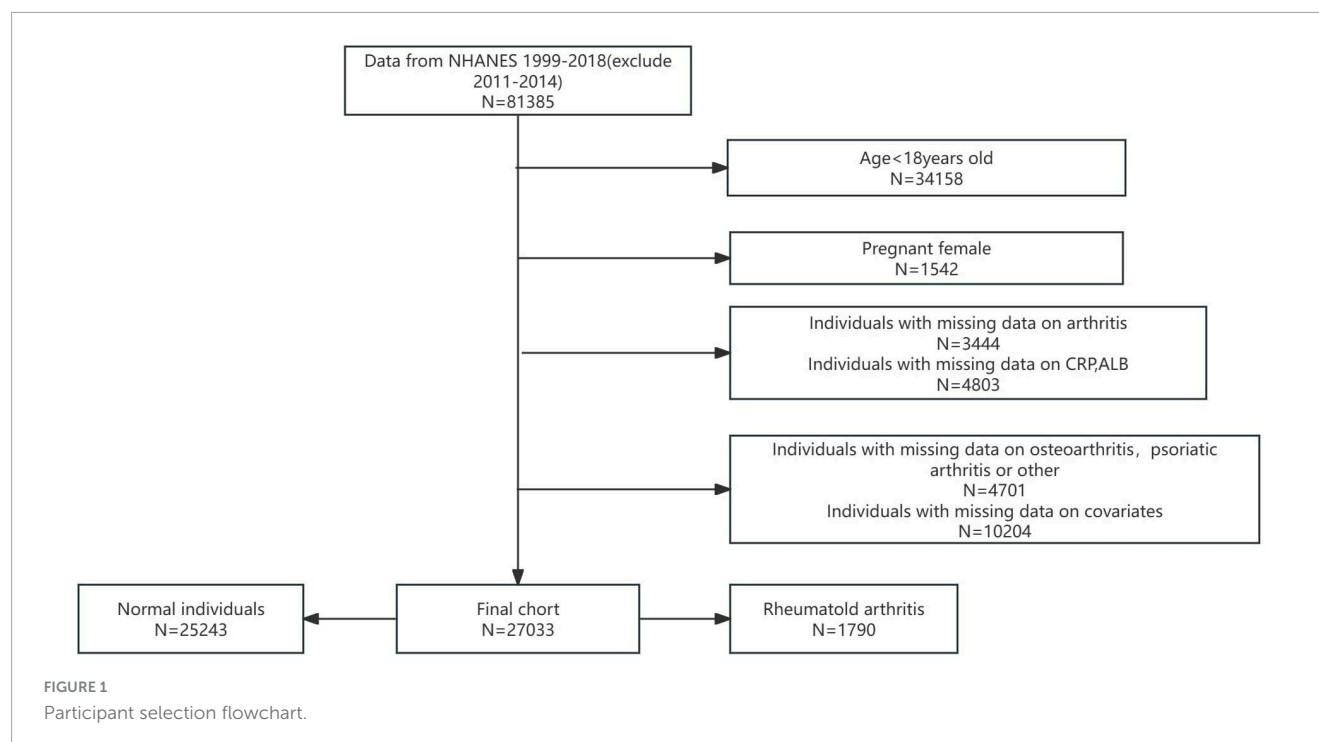 Data from NHANES 1999-2018(exclude
2011-2014)
N=81385
Age<18years old
N=34158
Pregnant female
N=1542
Individuals with missing data on arthritis
N=3444
Individuals with missing data on CRP,ALB
N=4803
Individuals with missing data on osteoarthritis, psoriatic
arthritis or other
N=4701
Individuals with missing data on covariates
N=10204
Normal individuals
N=25243
Final chort
N=27033
Rheumatold arthritis
N=1790
FIGURE 1
Participant selection flowchart.